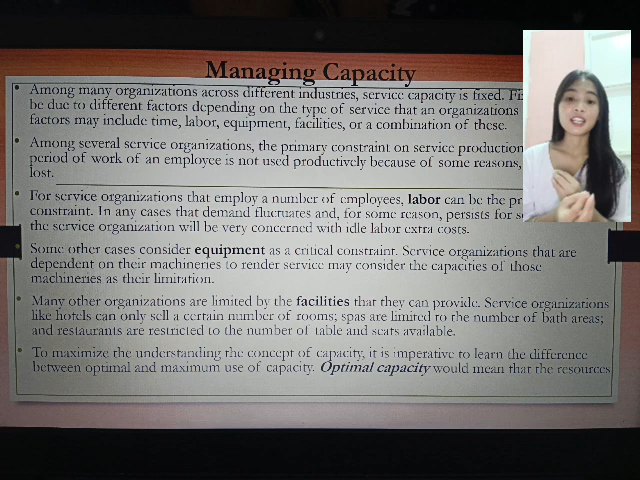 Managing Capacity
• Among many organizations across different industries, service capacity is fixed.
be due to different factors depending on the type of service that an organizations
factors may include time, labor, equipment, facilities, or a combination of these.
• Among several service organizations, the primary constraint on service production
period of work of an employee is not used productively because of some reasons,
lost.
• For service organizations that employ a number of employees, labor can be the
constraint. In any cases that demand fluctuates and, for some reason, persists for
the service organization will be very concerned with idle labor extra costs.
• Some other cases consider equipment as a critical constraint. Service organizations that are
dependent on their machineries to render service may consider the capacities of those
machineries as their limitation.
• Many other organizations are limited by the facilities that they can provide. Service organizations
like hotels can only sell a certain number of rooms; spas are limited to the number of bath areas;
and restaurants are restricted to the number of table and seats available.
• To maximize the understanding the concept of capacity, it is imperative to learn the difference
between optimal and maximum use of capacity. Optimal capacity would mean that the resources